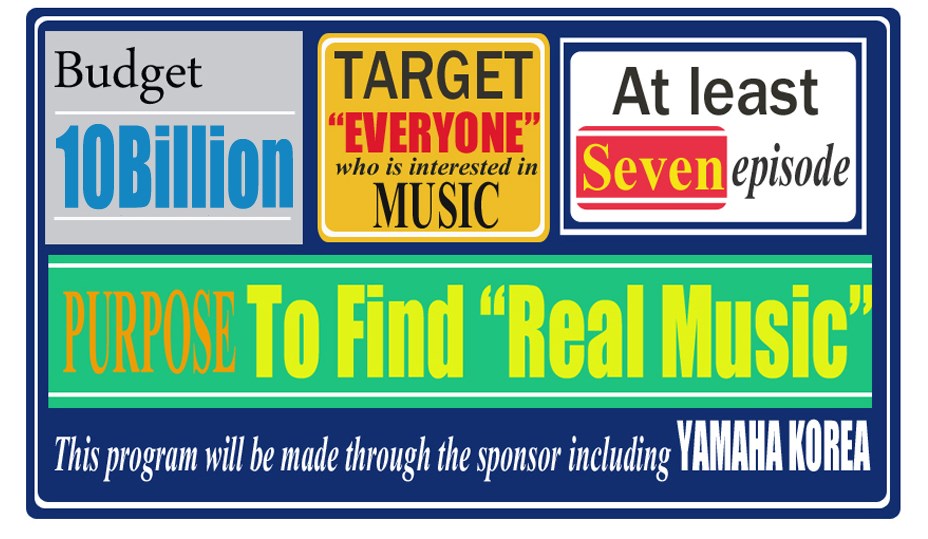 Budget
10Billion
TARGET
“EVERYONE”
who is interested in
MUSIC
At least
Seven episode
PURPOSE To Find “Real Music”
This program will be made through the sponsor including YAMAHA KOREA